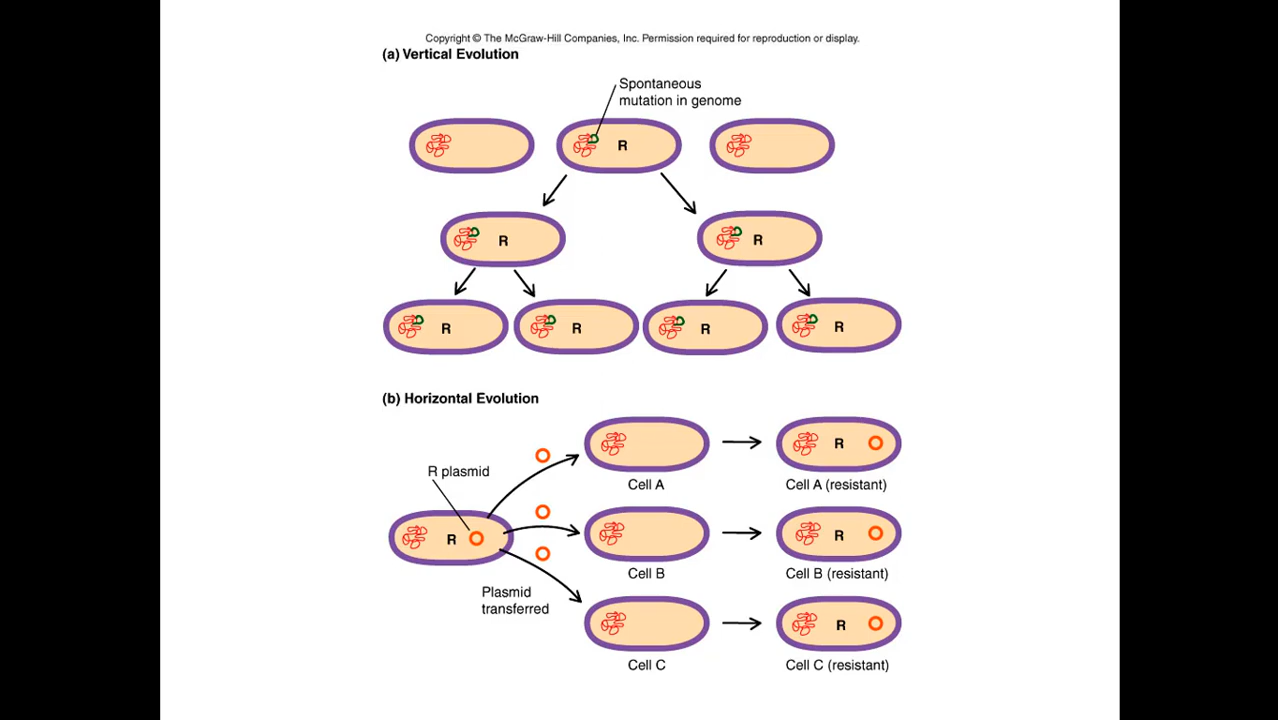 Copyright © The McGraw-Hill Companies, Inc. Permission required for reproduction or display.
(a) Vertical Evolution
Spontaneous
mutation in genome
R
R
R
R
R
R
R
(b) Horizontal Evolution
R plasmid
R
Plasmid
transferred
Cell A
R
Cell A (resistant)
Cell B
R
Cell B (resistant)
Cell C
R
Cell C (resistant)